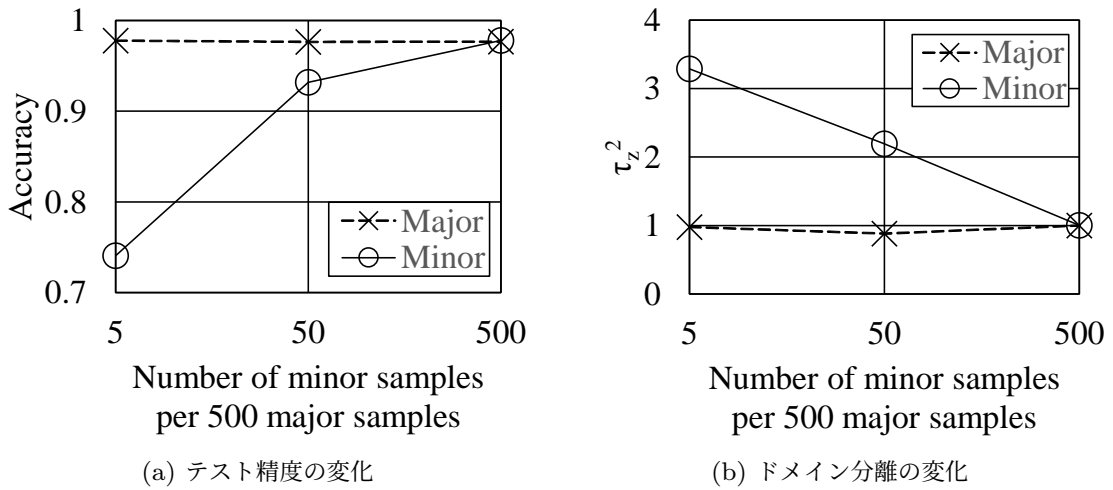 1
0.9
0.8
0.7
Accuracy
Major
Minor
5
50
500
Number of minor samples
per 500 major samples
(a) テスト精度の変化
4
3
2
1
0
τz²
Major
Minor
5
50
500
Number of minor samples
per 500 major samples
(b) ドメイン分離の変化